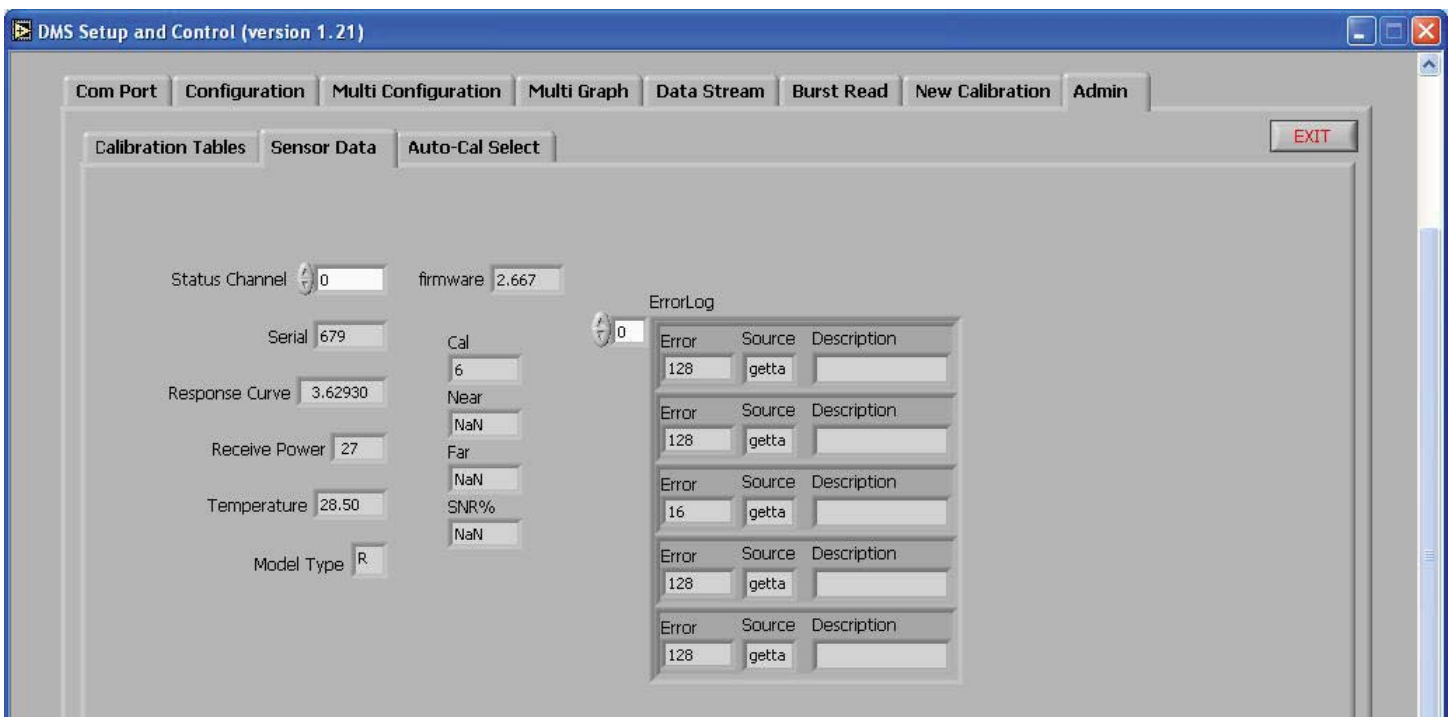 DMS Setup and Control (version 1.21)
Com Port Configuration Multi Configuration Multi Graph Data Stream Burst Read New Calibration Admin
EXIT
Calibration Tables Sensor Data Auto-Cal Select
Status Channel 0 firmware 2.667
ErrorLog
Serial 679
0
Cal
6
Response Curve 3.62930
Near
NaN
Receive Power 27
Far
NaN
Temperature 28.50
SNR%
NaN
Model Type R
Error Source Description
128 getta
Error Source Description
128 getta
Error Source Description
16 getta
Error Source Description
128 getta
Error Source Description
128 getta